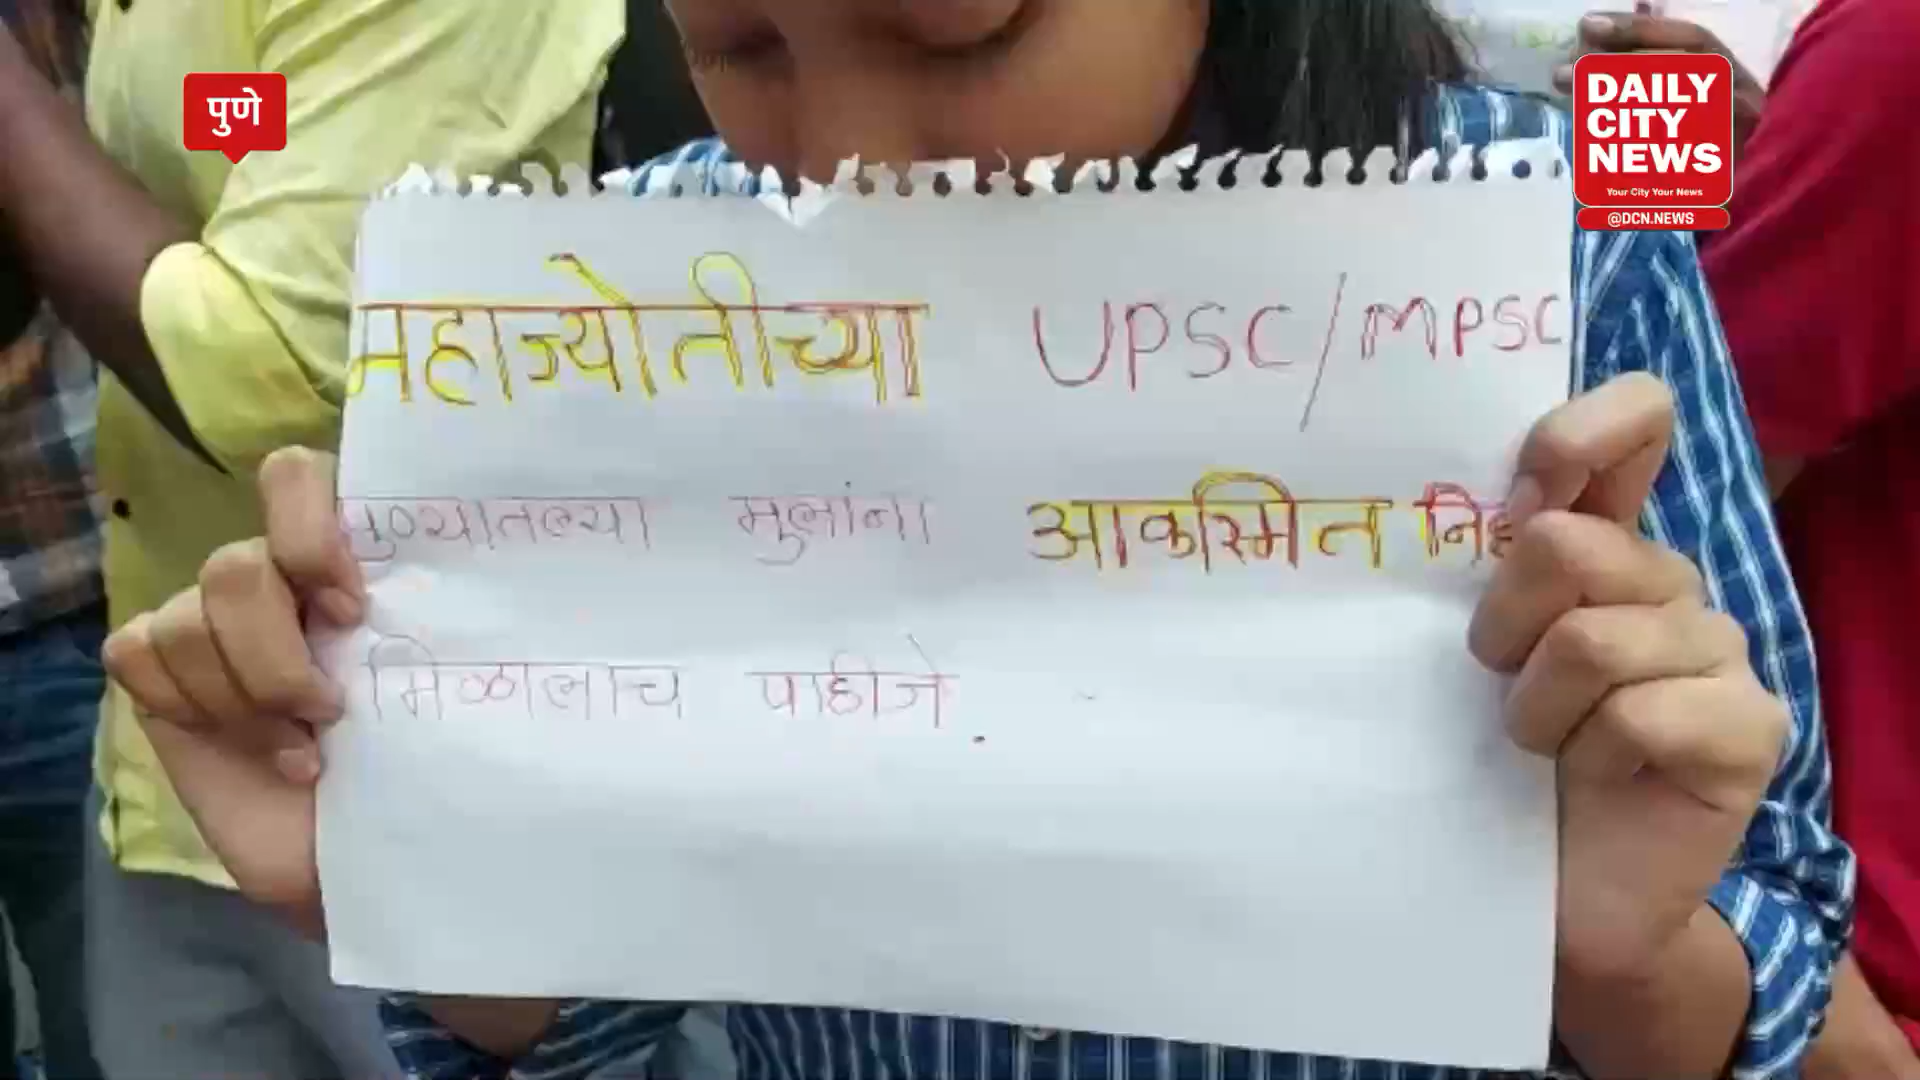 पुणे
DAILY
CITY
NEWS
Your City Your News
@DCN.NEWS
महाज्योतीच्या UPSC/MPSC
पुण्यातल्या मुलांना आकस्मित
मिळालाच पाहीजे.